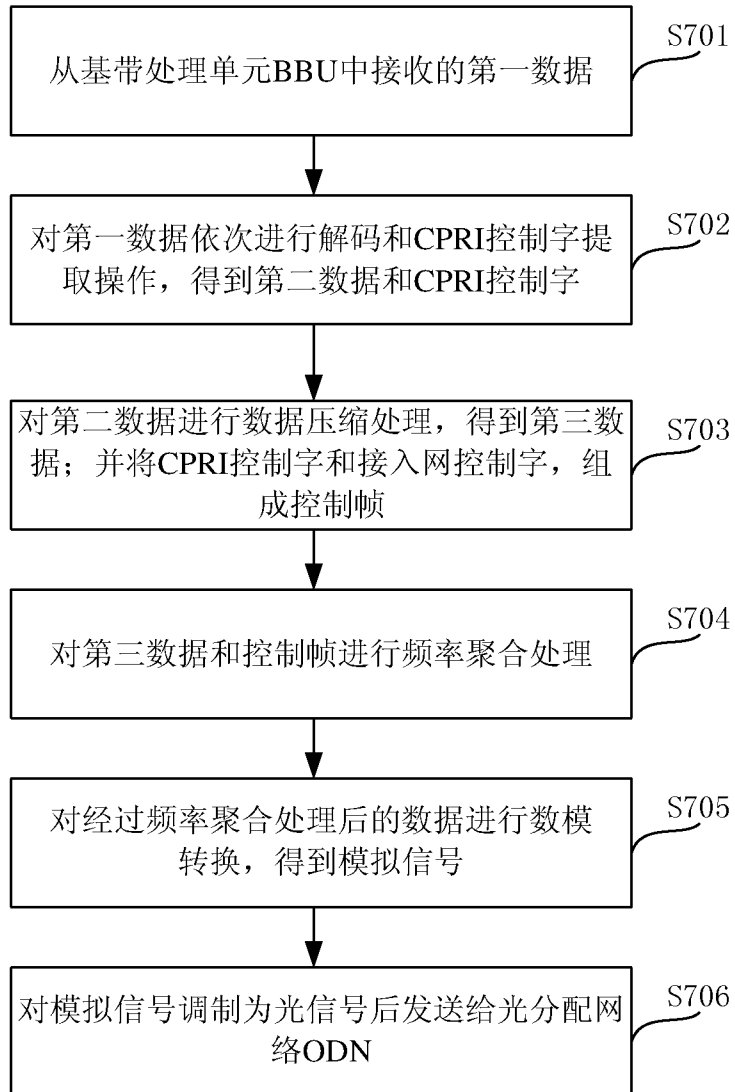 S701
从基带处理单元BBU中接收的第一数据
S702
对第一数据依次进行解码和CPRI控制字提
取操作，得到第二数据和CPRI控制字
S703
对第二数据进行数据压缩处理，得到第三数
据；并将CPRI控制字和接入网控制字，组
成控制帧
S704
对第三数据和控制帧进行频率聚合处理
S705
对经过频率聚合处理后的数据进行数模
转换，得到模拟信号
S706
对模拟信号调制为光信号后发送给光分配网
络ODN